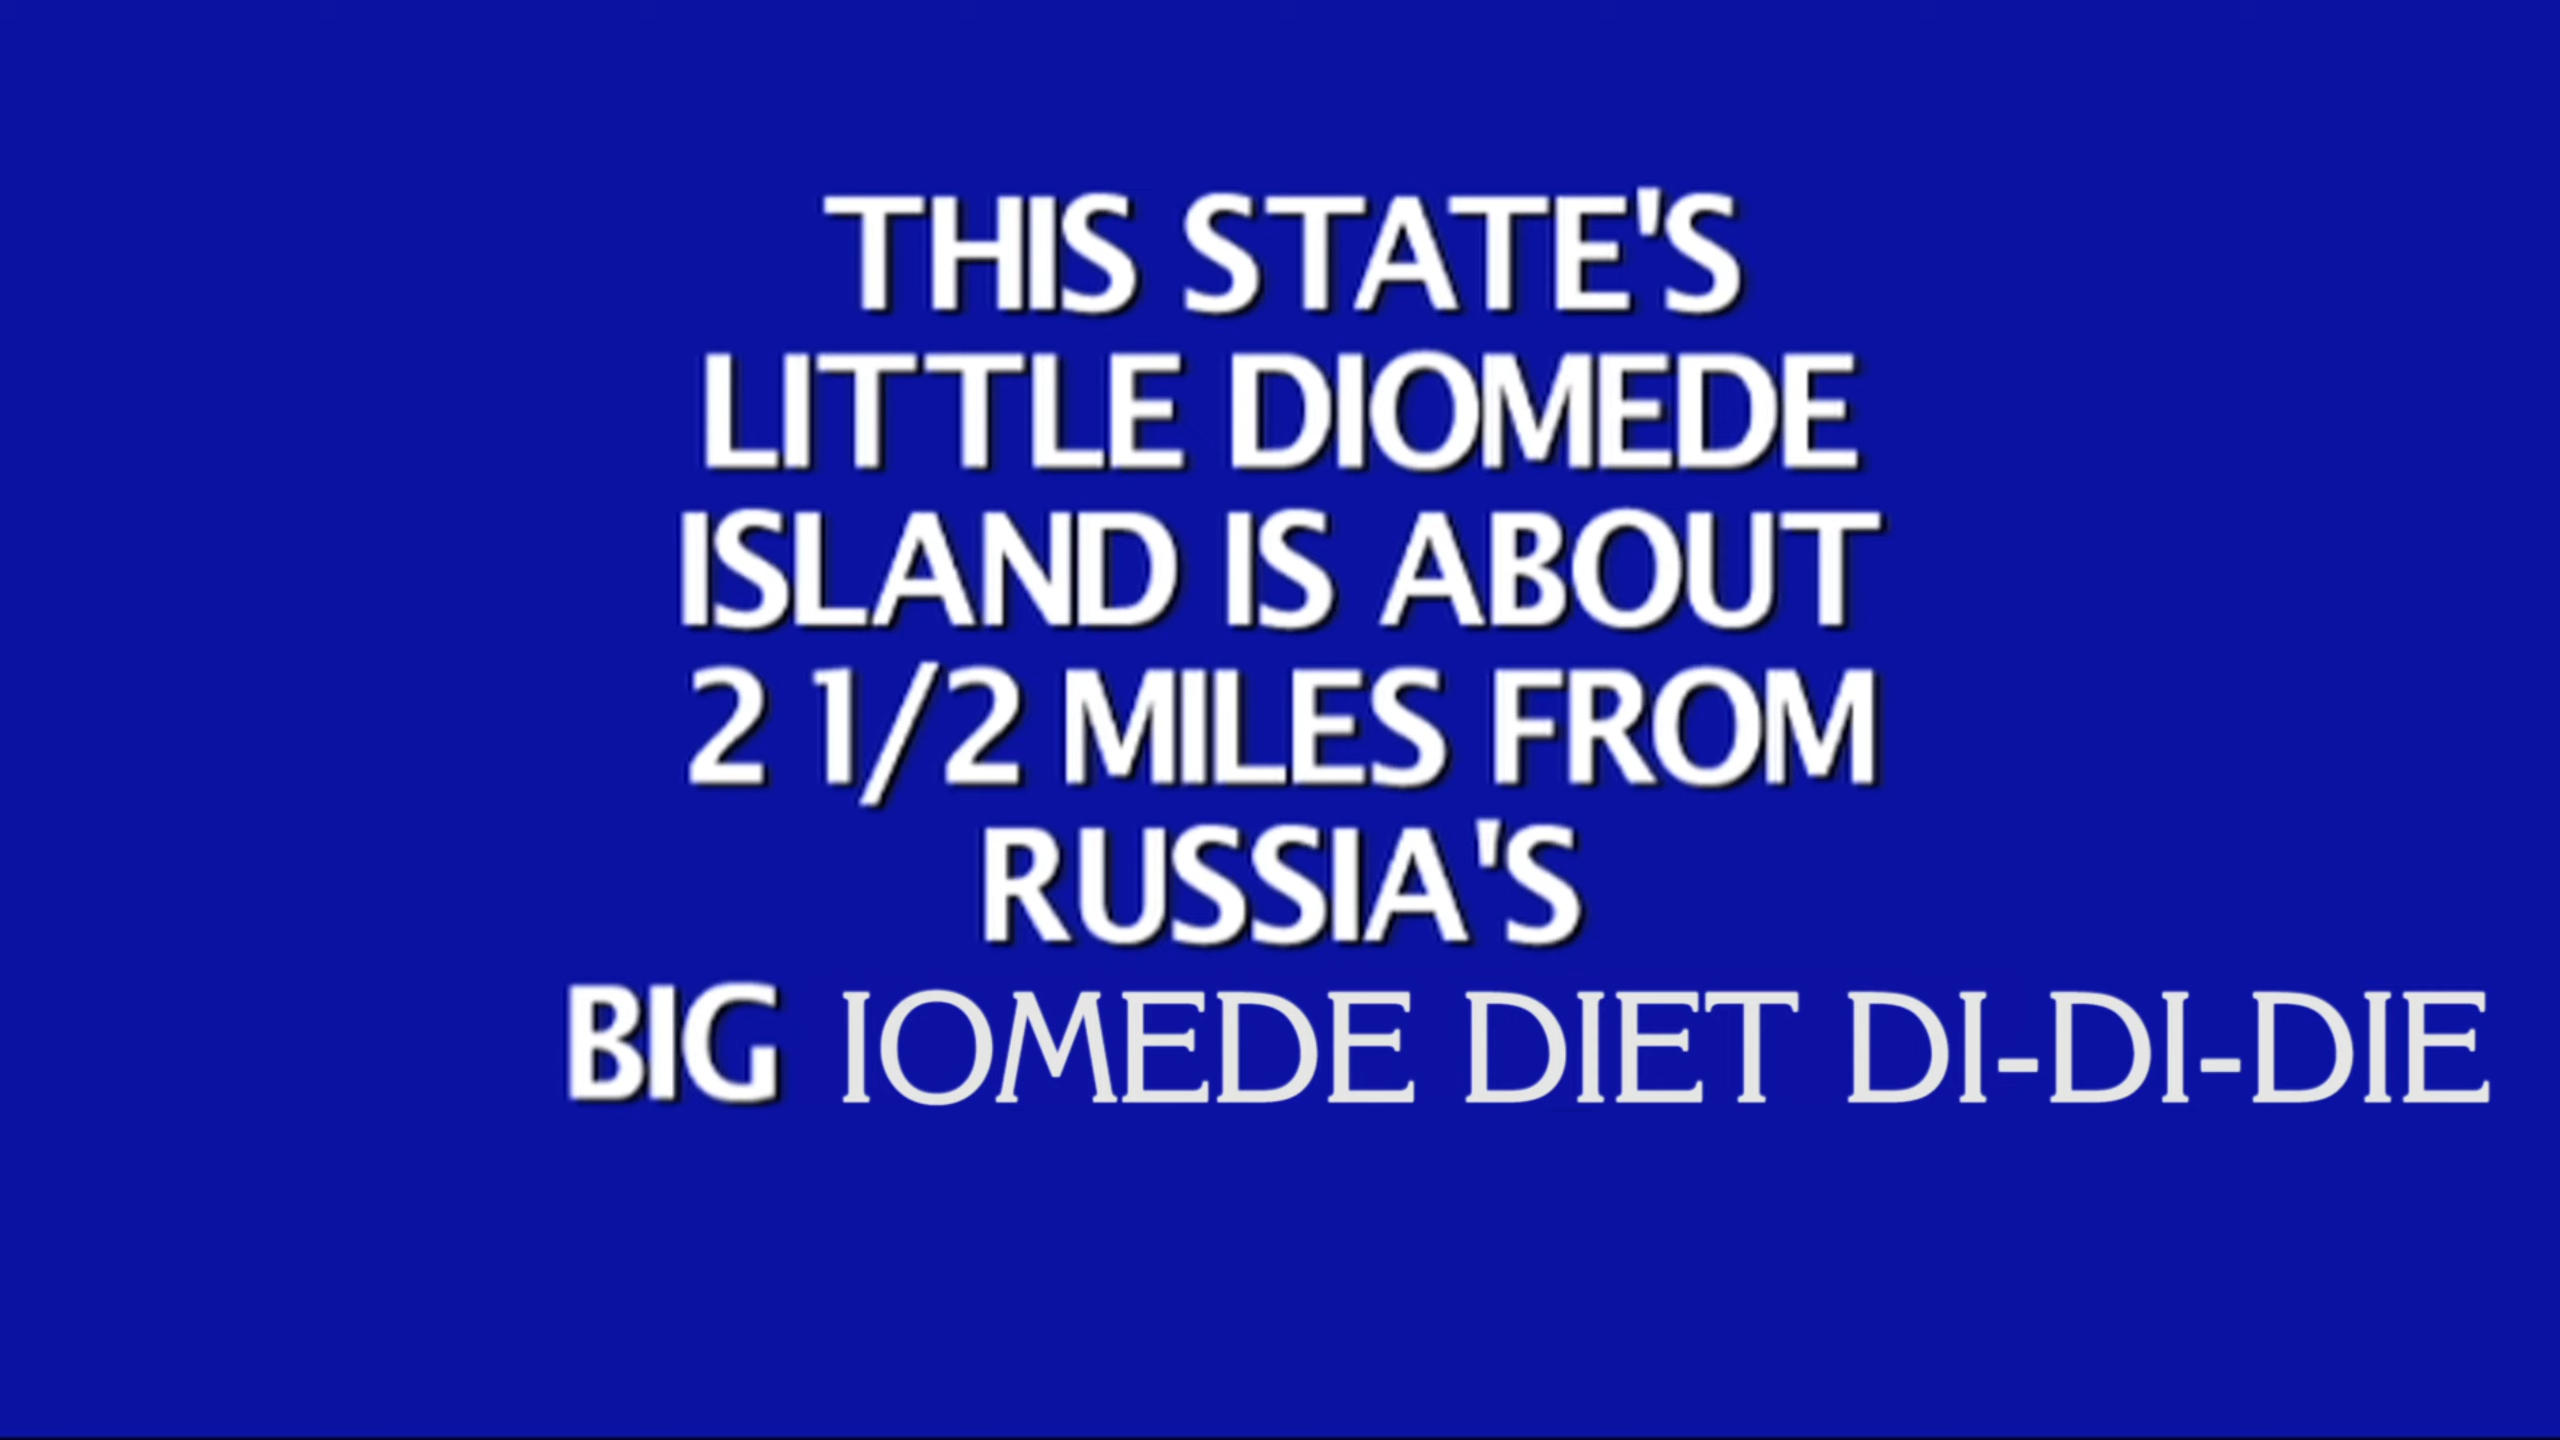 THIS STATE'S
LITTLE DIOMEDE
ISLAND IS ABOUT
2 1/2 MILES FROM
RUSSIA'S
BIG IOMEDE DIET DI-DI-DIE